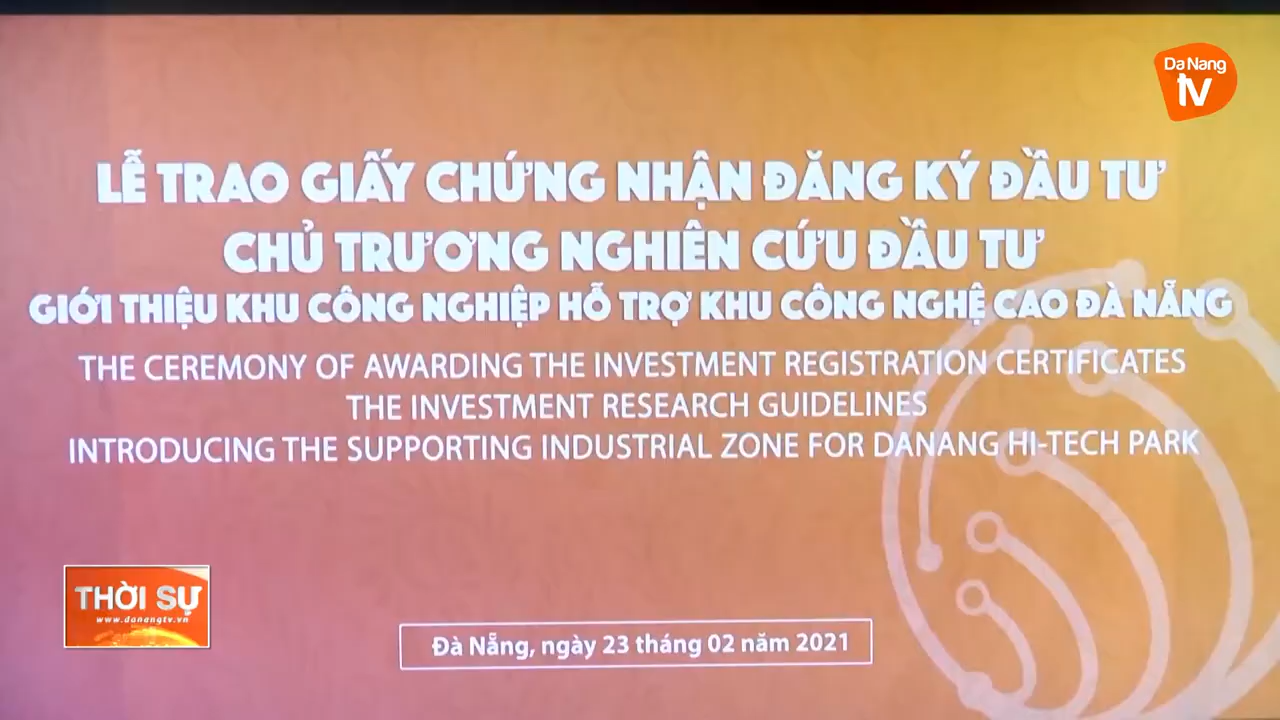 Da Nang
tv
LỄ TRAO GIẤY CHỨNG NHẬN ĐĂNG KÝ ĐẦU TƯ
CHỦ TRƯƠNG NGHIÊN CỨU ĐẦU TƯ
GIỚI THIỆU KHU CÔNG NGHIỆP HỖ TRỢ KHU CÔNG NGHỆ CAO ĐÀ NẴNG
THE CEREMONY OF AWARDING THE INVESTMENT REGISTRATION CERTIFICATES
THE INVESTMENT RESEARCH GUIDELINES
INTRODUCING THE SUPPORTING INDUSTRIAL ZONE FOR DANANG HI-TECH PARK
THỜI SỰ
www.danangtv.vn
Đà Nẵng, ngày 23 tháng 02 năm 2021